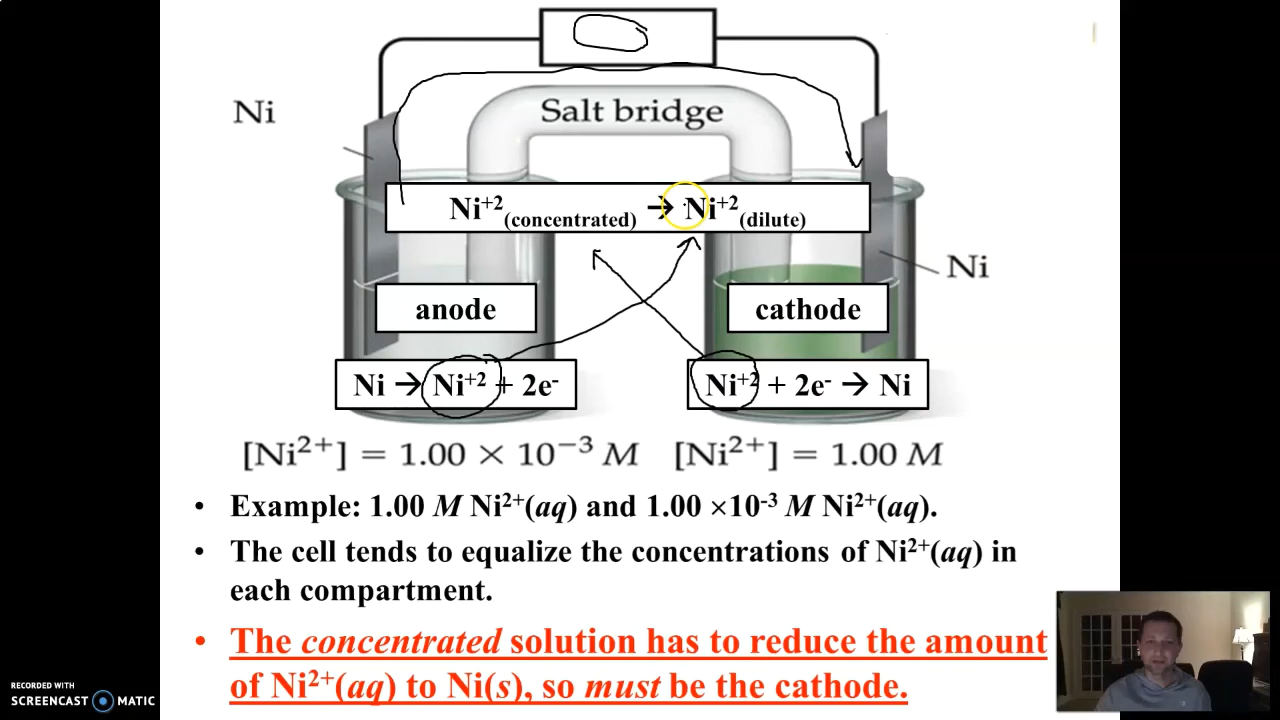 Ni
Salt bridge
Ni⁺²(concentrated) → Ni⁺²(dilute)
Ni
anode
cathode
Ni → Ni⁺² + 2e⁻
Ni⁺² + 2e⁻ → Ni
[Ni²⁺] = 1.00 × 10⁻³ M
[Ni²⁺] = 1.00 M
• Example: 1.00 M Ni²⁺(aq) and 1.00 ×10⁻³ M Ni²⁺(aq).
• The cell tends to equalize the concentrations of Ni²⁺(aq) in
each compartment.
• The concentrated solution has to reduce the amount
of Ni²⁺(aq) to Ni(s), so must be the cathode.
RECORDED WITH
SCREENCAST MATIC